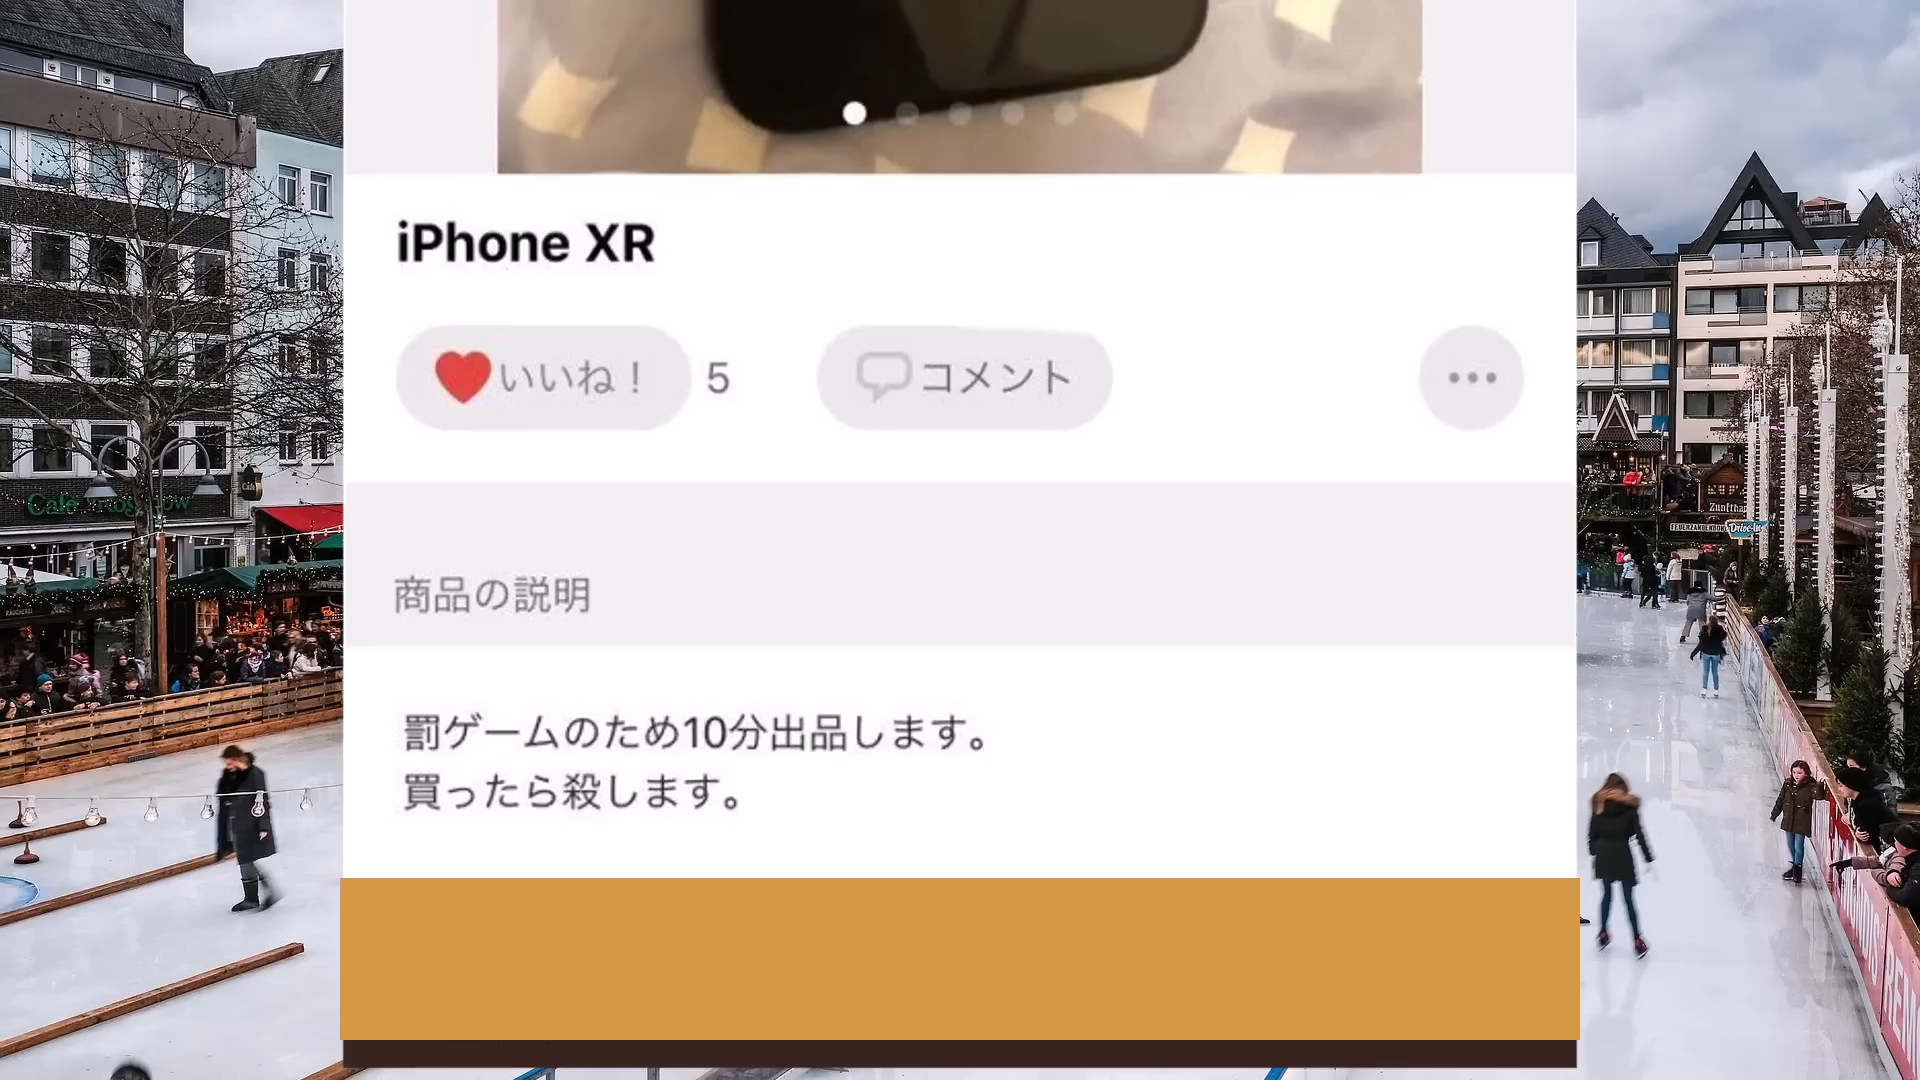 iPhone XR
いいね！ 5 コメント
商品の説明
罰ゲームのため10分出品します。
買ったら殺します。
Drive-In